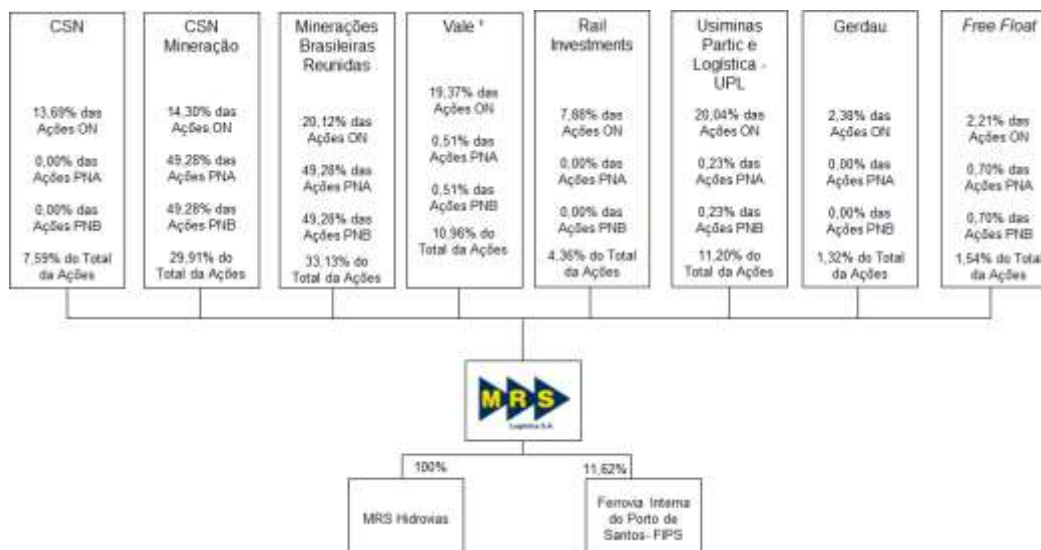 CSN
13,69% das
Ações ON
0,00% das
Ações PNA
0,00% das
Ações PNB
7,59% do Total
da Ações
CSN
Mineração
14,30% das
Ações ON
49,28% das
Ações PNA
49,28% das
Ações PNB
29,91% do
Total da Ações
Minerações
Brasileiras
Reunidas
20,12% das
Ações ON
49,28% das
Ações PNA
49,28% das
Ações PNB
33,13% do
Total da Ações
Vale ¹
19,37% das
Ações ON
0,51% das
Ações PNA
0,51% das
Ações PNB
10,96% do
Total da Ações
Rail
Investments
7,88% das
Ações ON
0,00% das
Ações PNA
0,00% das
Ações PNB
4,36% do Total
da Ações
Usiminas
Partic e
Logística -
UPL
20,04% das
Ações ON
0,23% das
Ações PNA
0,23% das
Ações PNB
11,20% do
Total da Ações
Gerdau
2,38% das
Ações ON
0,00% das
Ações PNA
0,00% das
Ações PNB
1,32% do Total
da Ações
Free Float
2,21% das
Ações ON
0,70% das
Ações PNA
0,70% das
Ações PNB
1,54% do Total
da Ações
MRS
Logística S.A.
100%
11,62%
MRS Hidrovias
Ferrovia Interna
do Porto de
Santos- FIPS